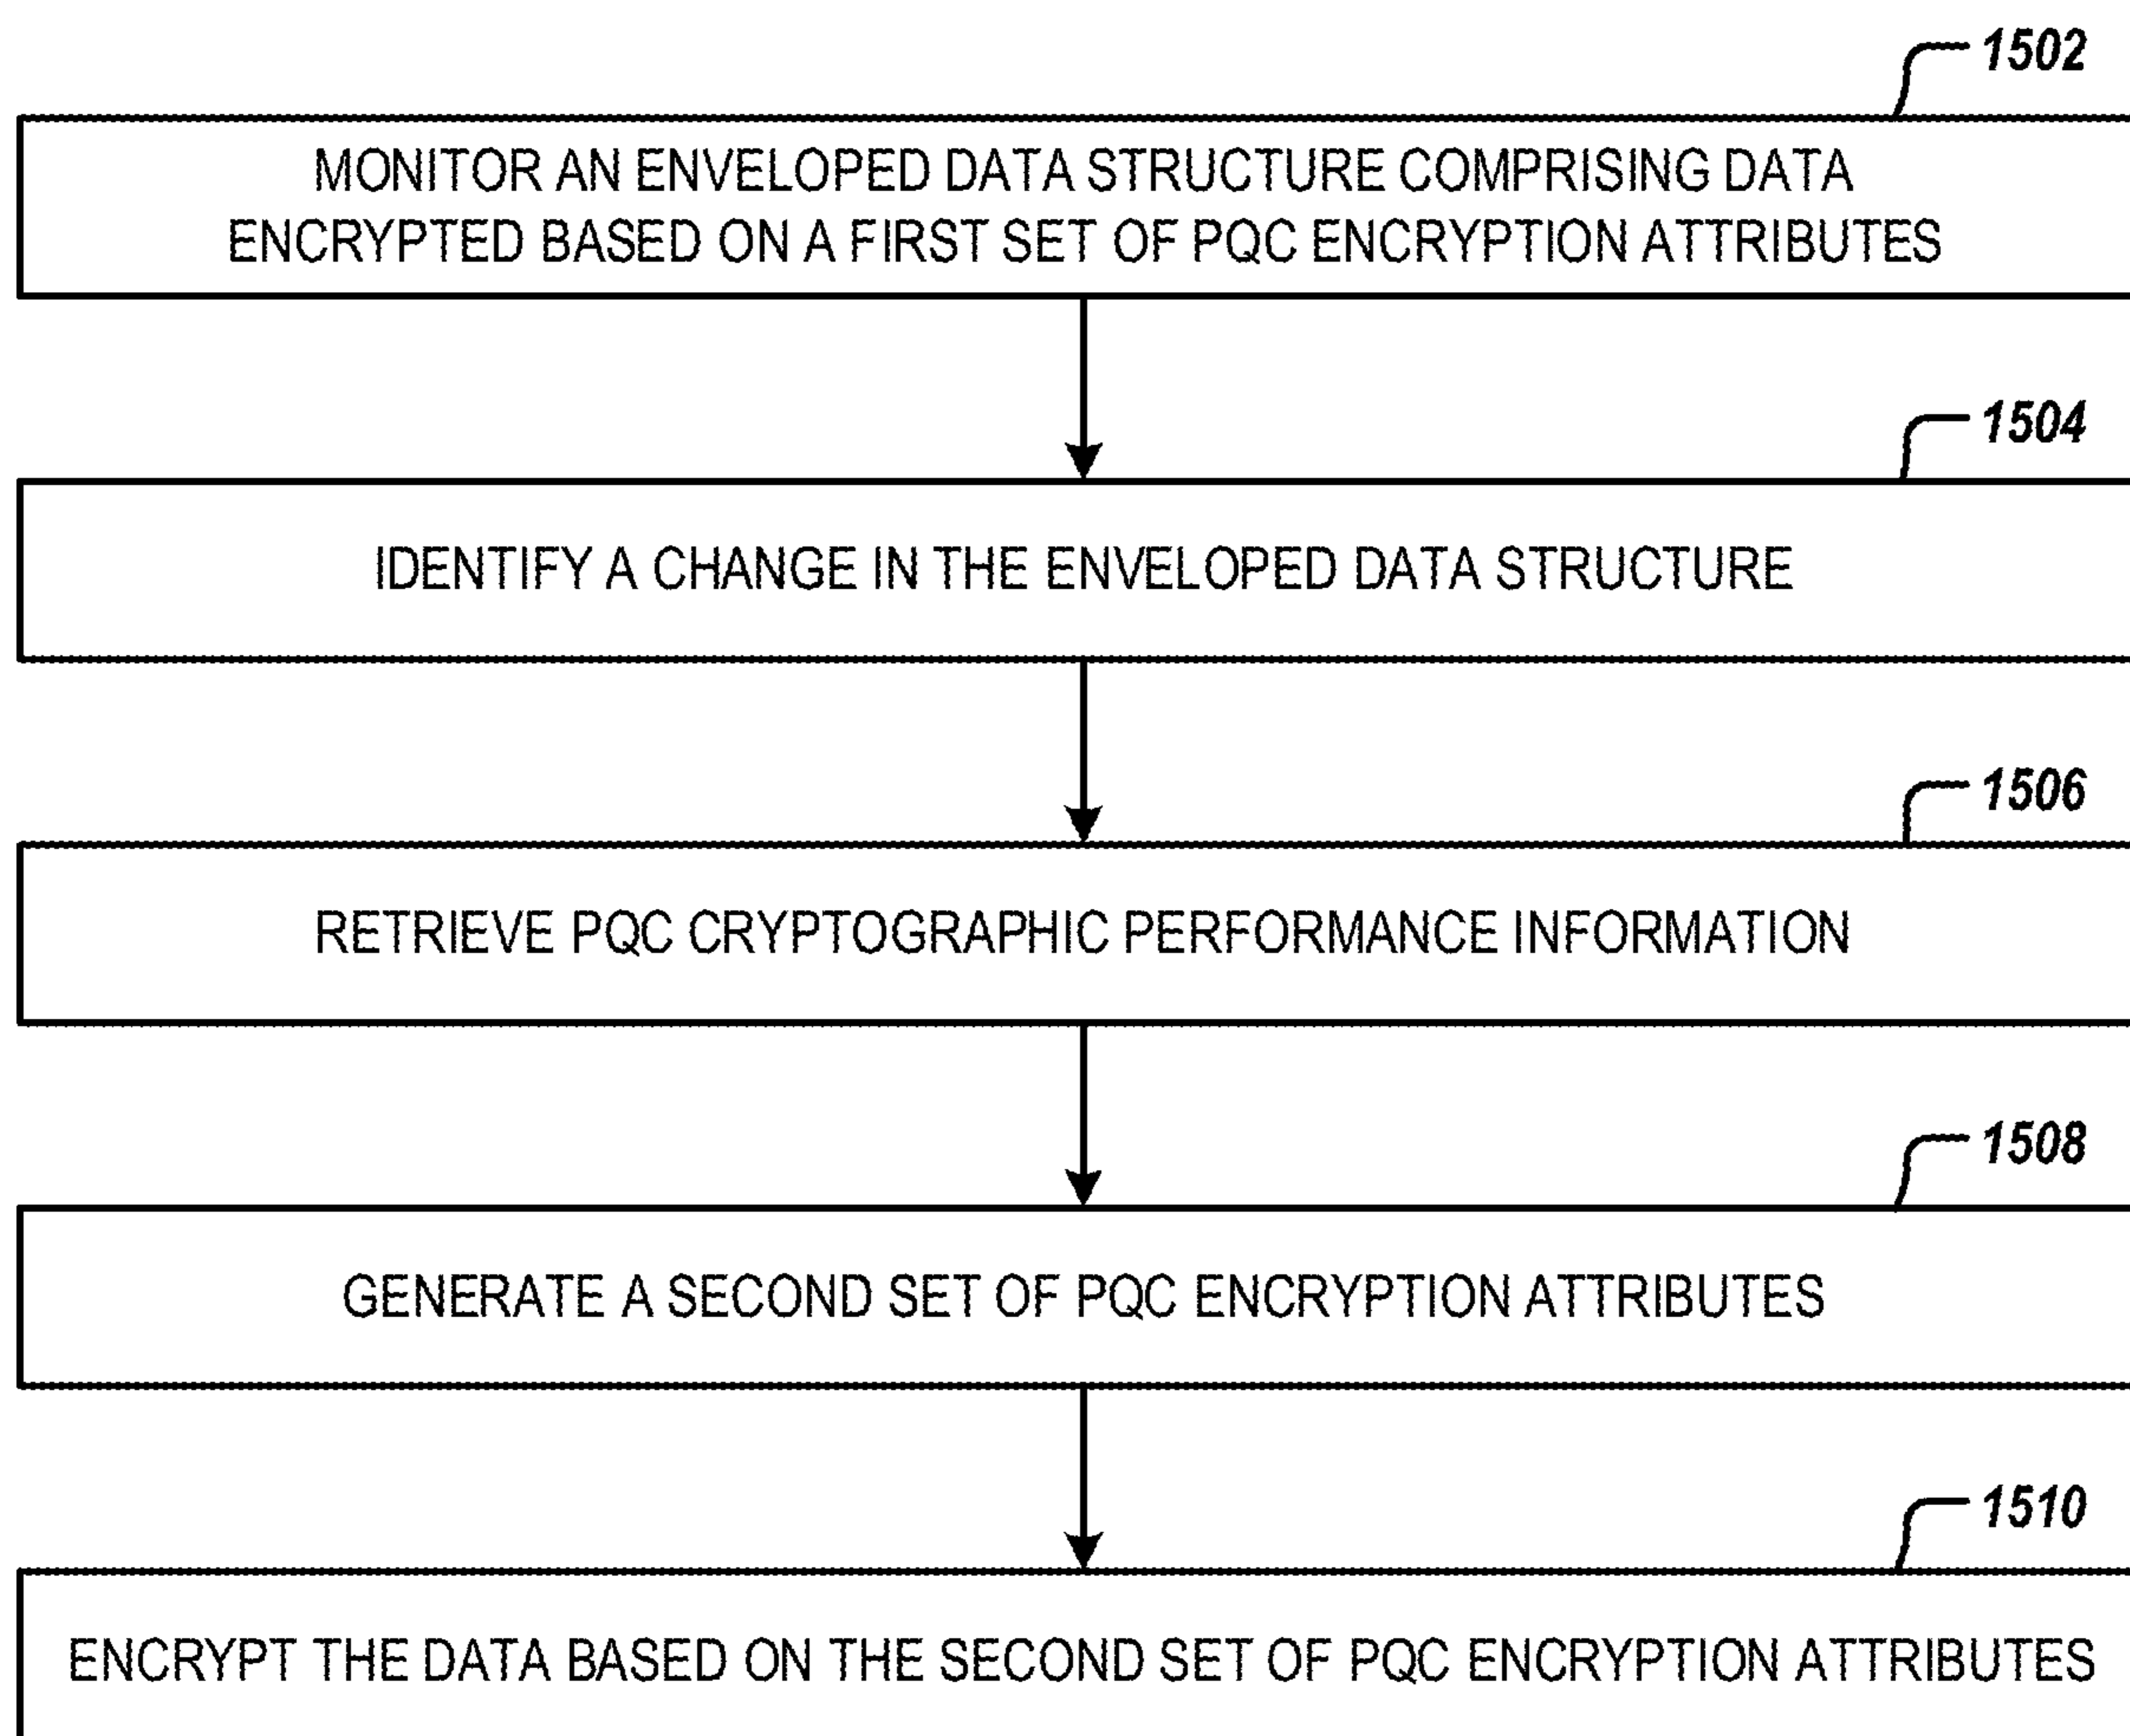 1502
MONITOR AN ENVELOPED DATA STRUCTURE COMPRISING DATA
ENCRYPTED BASED ON A FIRST SET OF PQC ENCRYPTION ATTRIBUTES
1504
IDENTIFY A CHANGE IN THE ENVELOPED DATA STRUCTURE
1506
RETRIEVE PQC CRYPTOGRAPHIC PERFORMANCE INFORMATION
1508
GENERATE A SECOND SET OF PQC ENCRYPTION ATTRIBUTES
1510
ENCRYPT THE DATA BASED ON THE SECOND SET OF PQC ENCRYPTION ATTRIBUTES